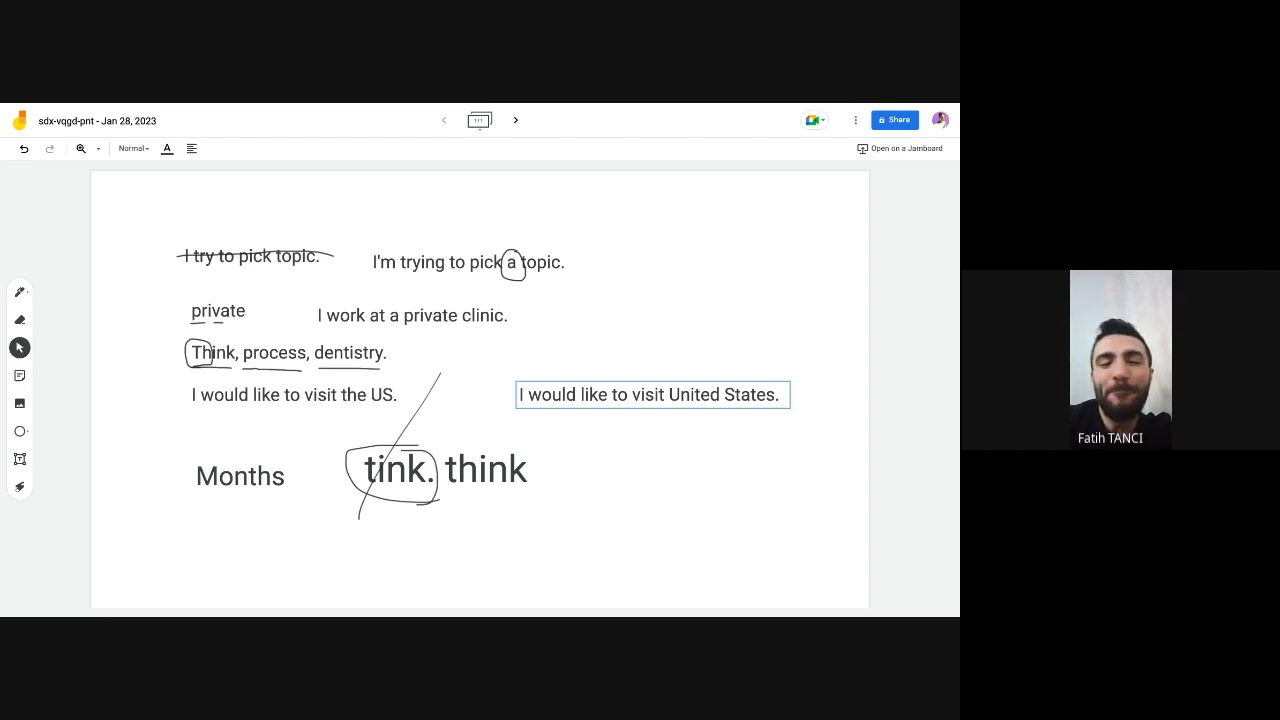 sdx-vqgd-pnt - Jan 28, 2023
1/1
Share
Normal
A
Open on a Jamboard
I try to pick topic.
I'm trying to pick a topic.
private
I work at a private clinic.
Think, process, dentistry.
I would like to visit the US.
I would like to visit United States.
Months
tink. think
Fatih TANCI